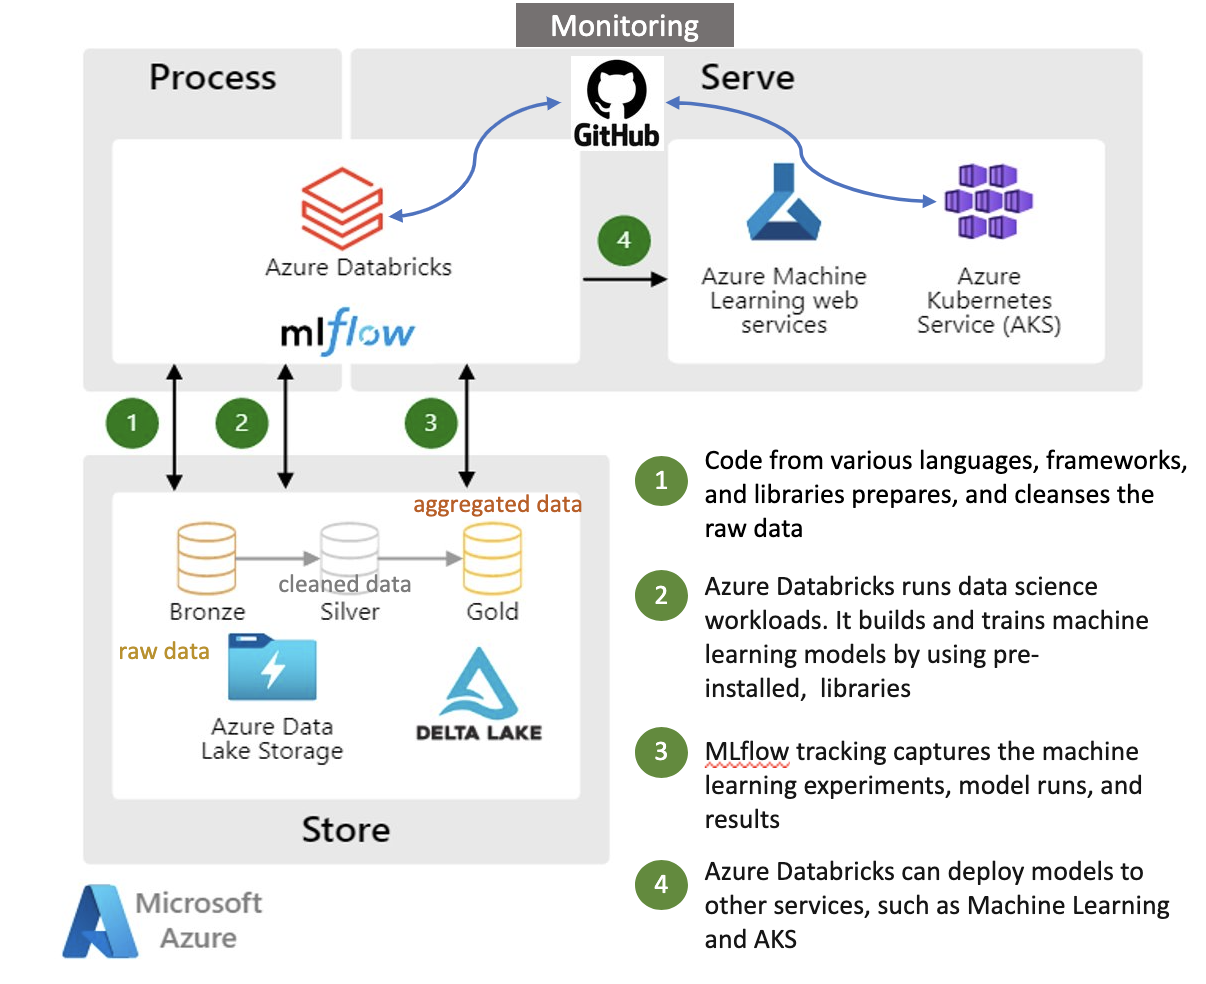 Monitoring
Process
Serve
GitHub
Azure Databricks
mlflow
4
Azure Machine
Learning web
services
Azure
Kubernetes
Service (AKS)
1
2
3
aggregated data
cleaned data
Bronze
Silver
Gold
raw data
Azure Data
Lake Storage
DELTA LAKE
Store
Microsoft
Azure
1
Code from various languages, frameworks,
and libraries prepares, and cleanses the
raw data
2
Azure Databricks runs data science
workloads. It builds and trains machine
learning models by using pre-
installed, libraries
3
MLflow tracking captures the machine
learning experiments, model runs, and
results
4
Azure Databricks can deploy models to
other services, such as Machine Learning
and AKS